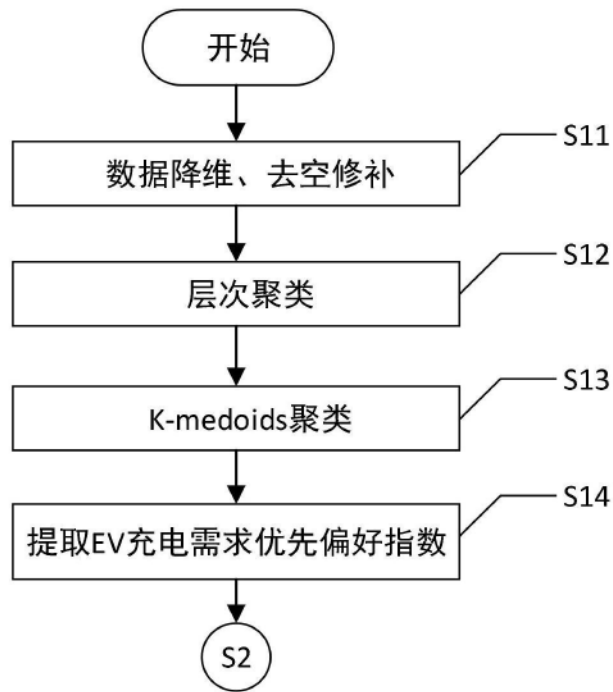 开始
S11
数据降维、去空修补
S12
层次聚类
S13
K-medoids聚类
S14
提取EV充电需求优先偏好指数
S2